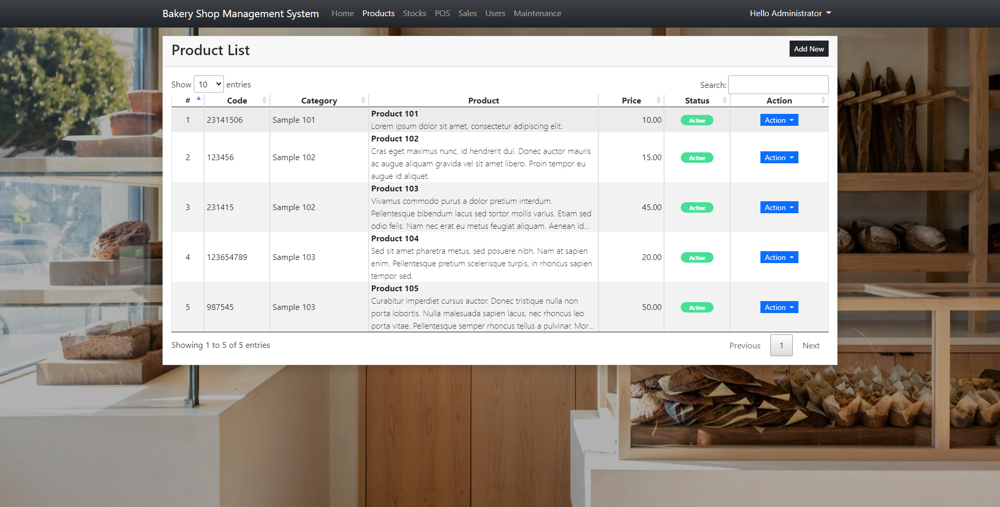 Bakery Shop Management System Home Products Stocks POS Sales Users Maintenance Hello Administrator
Product List Add New
Show 10 entries Search:
# Code Category Product Price Status Action
1 23141506 Sample 101 Product 101 10.00 Active Action
Lorem ipsum dolor sit amet, consectetur adipiscing elit.
2 123456 Sample 102 Product 102 15.00 Active Action
Cras eget maximus nunc, id hendrerit dui. Donec auctor mauris
ac augue aliquam gravida vel sit amet libero. Proin tempor eu
augue id aliquet.
3 231415 Sample 102 Product 103 45.00 Active Action
Vivamus commodo purus a dolor pretium interdum.
Pellentesque bibendum lacus sed tortor mollis varius. Etiam sed
odio felis. Nam nec erat eu metus feugiat aliquam. Aenean id...
4 123654789 Sample 103 Product 104 20.00 Active Action
Sed sit amet pharetra metus, sed posuere nibh. Nam at sapien
enim. Pellentesque pretium scelerisque turpis, in rhoncus sapien
tempor sed.
5 987545 Sample 103 Product 105 50.00 Active Action
Curabitur imperdiet cursus auctor. Donec tristique nulla non
porta lobortis. Nulla malesuada sapien lacus, nec rhoncus leo
porta vitae. Pellentesque semper rhoncus tellus a pulvinar. Mor...
Showing 1 to 5 of 5 entries Previous 1 Next